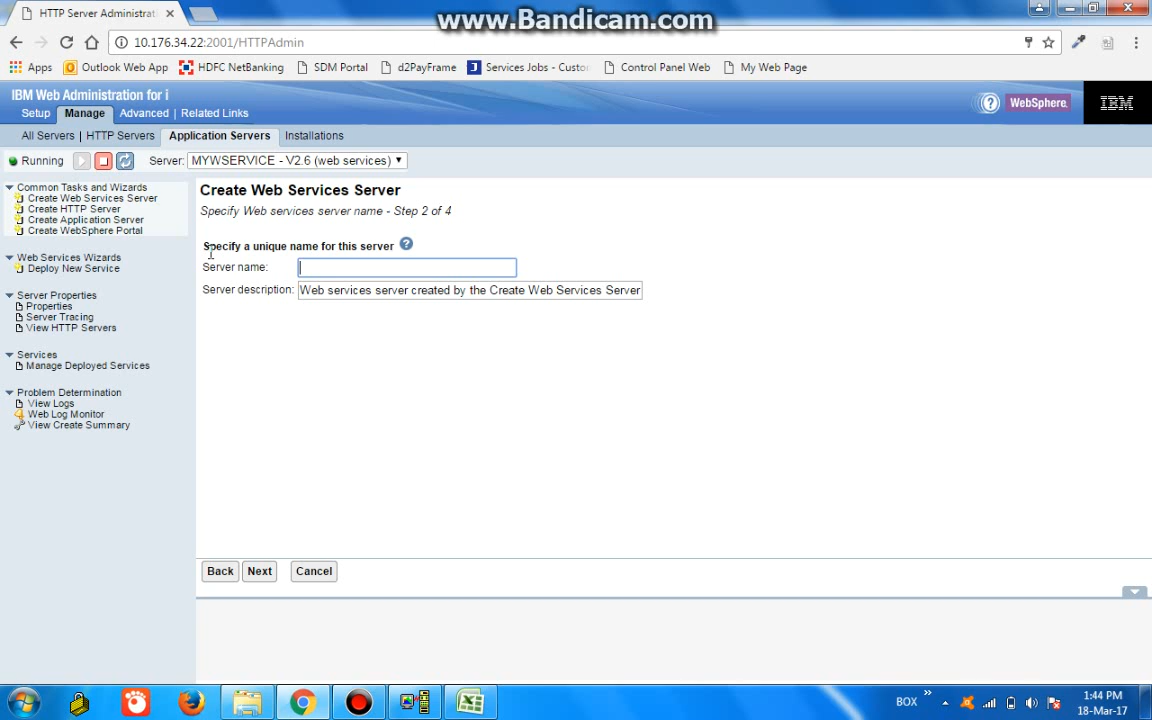 HTTP Server Administrat
www.Bandicam.com
10.176.34.22:2001/HTTPAdmin
Apps
Outlook Web App
HDFC NetBanking
SDM Portal
d2PayFrame
Services Jobs - Custo
Control Panel Web
My Web Page
IBM Web Administration for i
Setup
Manage
Advanced | Related Links
WebSphere.
IBM
All Servers | HTTP Servers
Application Servers
Installations
Running
Server:
MYWSERVICE - V2.6 (web services)
Common Tasks and Wizards
Create Web Services Server
Create HTTP Server
Create Application Server
Create WebSphere Portal
Web Services Wizards
Deploy New Service
Server Properties
Properties
Server Tracing
View HTTP Servers
Services
Manage Deployed Services
Problem Determination
View Logs
Web Log Monitor
View Create Summary
Create Web Services Server
Specify Web services server name - Step 2 of 4
Specify a unique name for this server
?
Server name:
Server description:
Web services server created by the Create Web Services Server
Back
Next
Cancel
BOX
1:44 PM
18-Mar-17